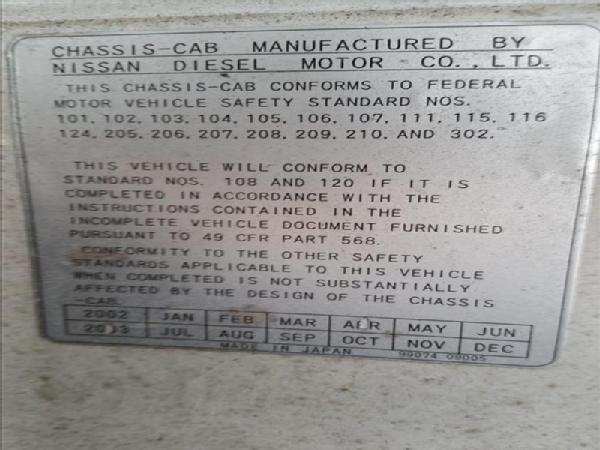 CHASSIS-CAB MANUFACTURED BY
NISSAN DIESEL MOTOR CO., LTD.
THIS CHASSIS-CAB CONFORMS TO FEDERAL
MOTOR VEHICLE SAFETY STANDARD NOS.
101, 102, 103, 104, 105, 106, 107, 111, 115, 116
124, 205, 206, 207, 208, 209, 210, AND 302.
THIS VEHICLE WILL CONFORM TO
STANDARD NOS. 108 AND 120 IF IT IS
COMPLETED IN ACCORDANCE WITH THE
INSTRUCTIONS CONTAINED IN THE
INCOMPLETE VEHICLE DOCUMENT FURNISHED
PURSUANT TO 49 CFR PART 568.
CONFORMITY TO THE OTHER SAFETY
STANDARDS APPLICABLE TO THIS VEHICLE
WHEN COMPLETED IS NOT SUBSTANTIALLY
AFFECTED BY THE DESIGN OF THE CHASSIS
-CAB.
2002 JAN FEB MAR APR MAY JUN
2003 JUL AUG SEP OCT NOV DEC
MADE IN JAPAN 99074 09005